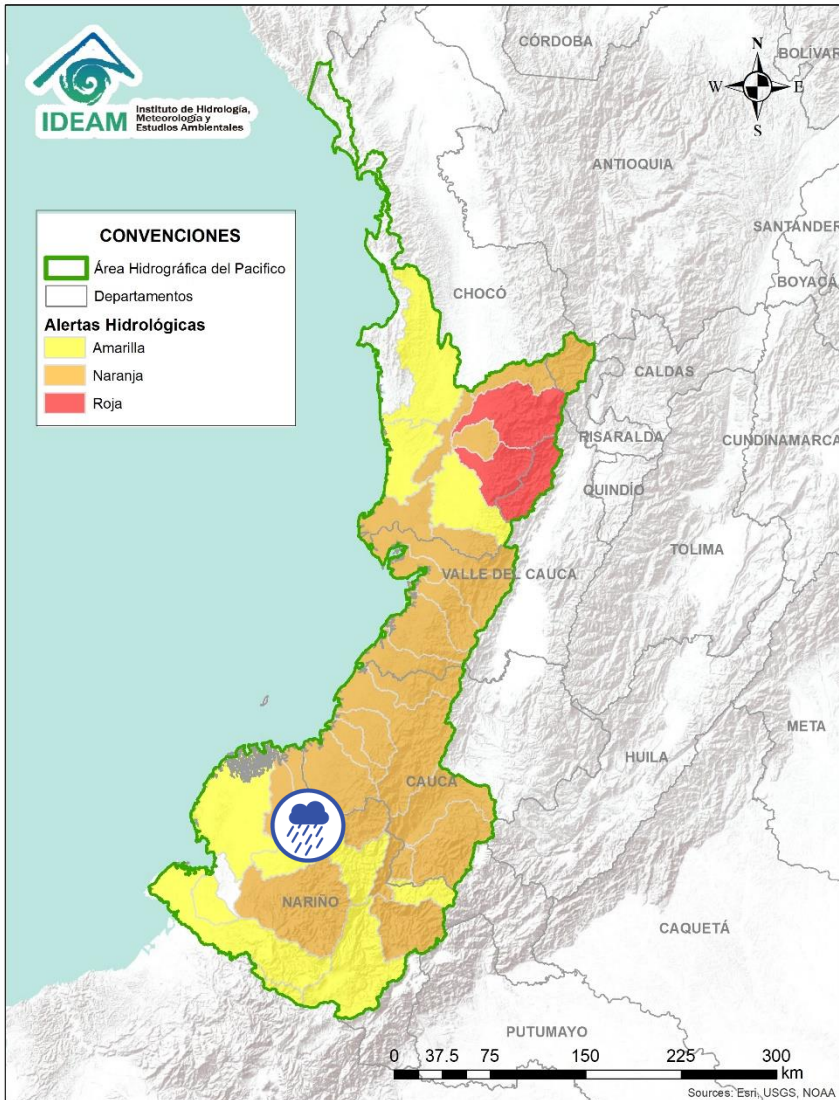 IDEAM
Instituto de Hidrología,
Meteorología y
Estudios Ambientales
N
W
E
S
CÓRDOBA
BOLÍVAR
ANTIOQUIA
SANTANDER
BOYACÁ
CONVENCIONES
Área Hidrográfica del Pacifico
Departamentos
Alertas Hidrológicas
Amarilla
Naranja
Roja
CHOCÓ
CALDAS
RISARALDA
CUNDINAMARCA
QUINDÍO
TOLIMA
VALLE DEL CAUCA
META
HUILA
CAUCA
NARIÑO
CAQUETÁ
PUTUMAYO
0 37.5 75 150 225 300
km
Sources: Esri, USGS, NOAA